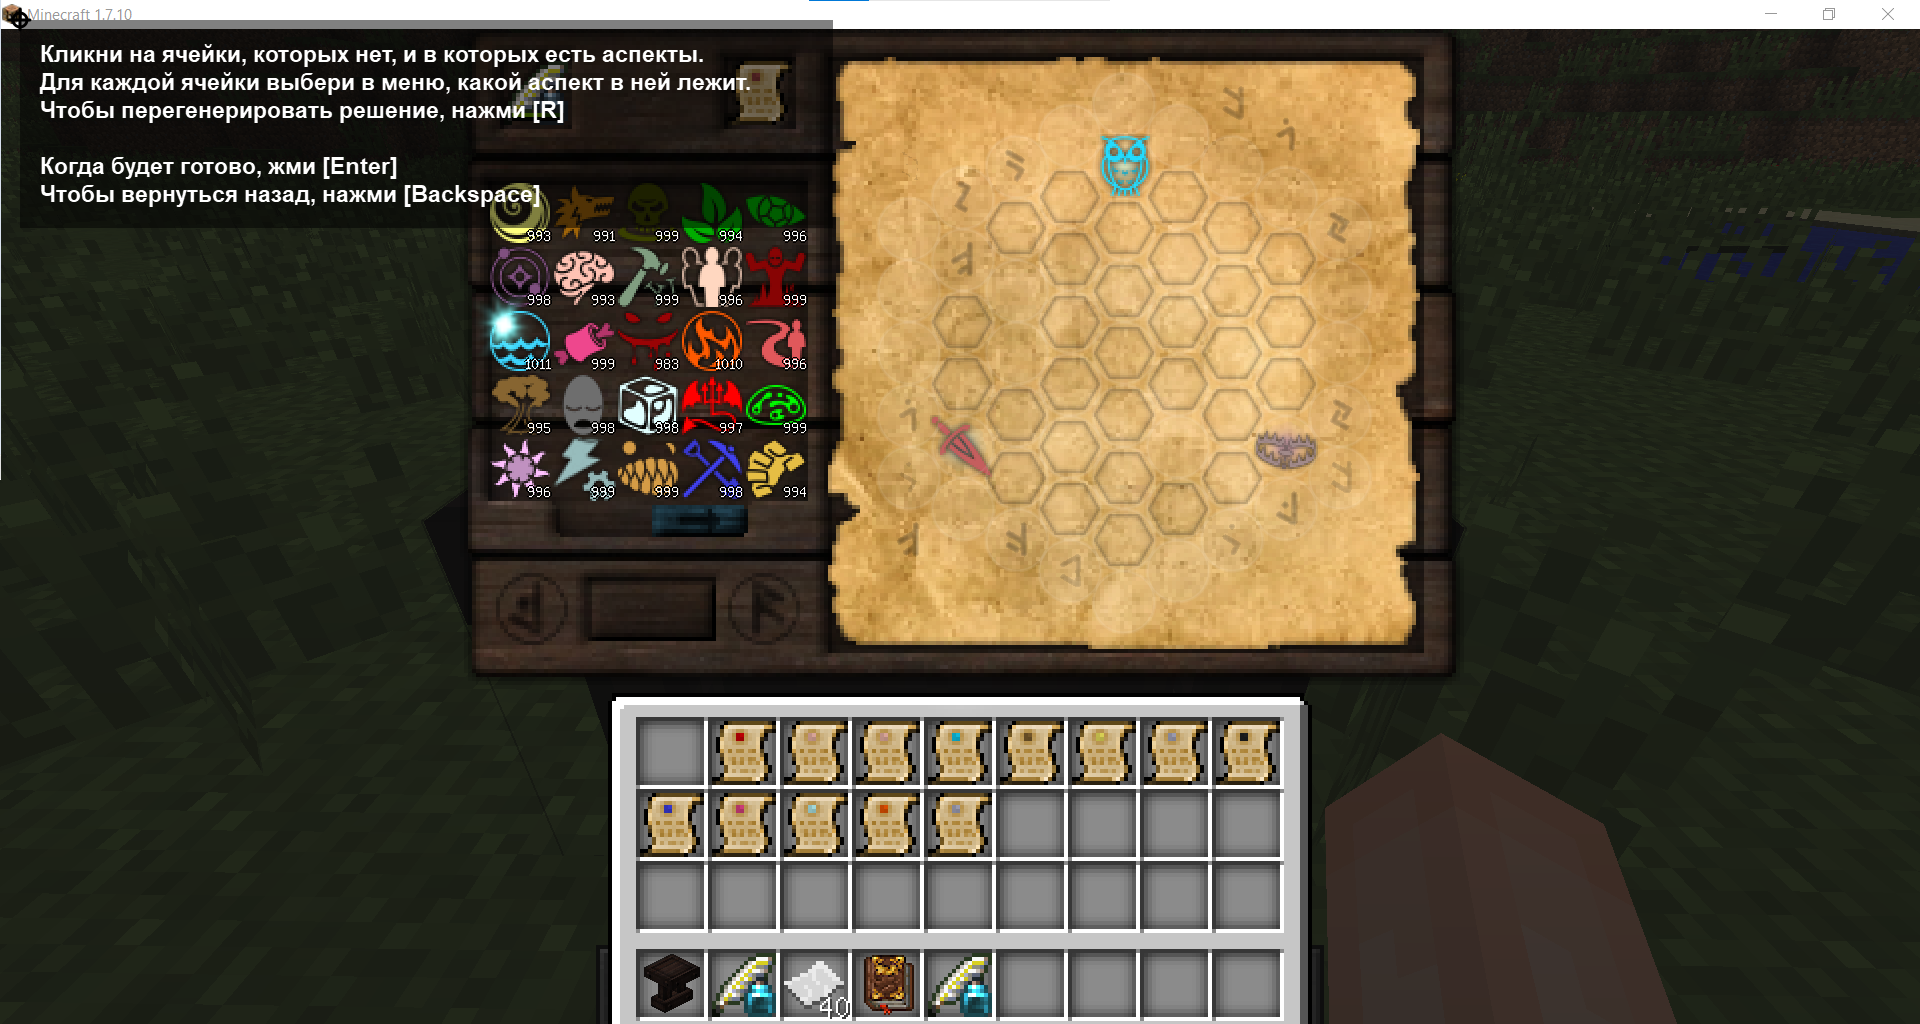 Minecraft 1.7.10
Кликни на ячейки, которых нет, и в которых есть аспекты.
Для каждой ячейки выбери в меню, какой аспект в ней лежит.
Чтобы перегенерировать решение, нажми [R]
Когда будет готово, жми [Enter]
Чтобы вернуться назад, нажми [Backspace]
993 991 999 994 996
998 993 999 996 999
1011 999 983 1010 996
995 998 998 997 999
996 999 999 998 994
40